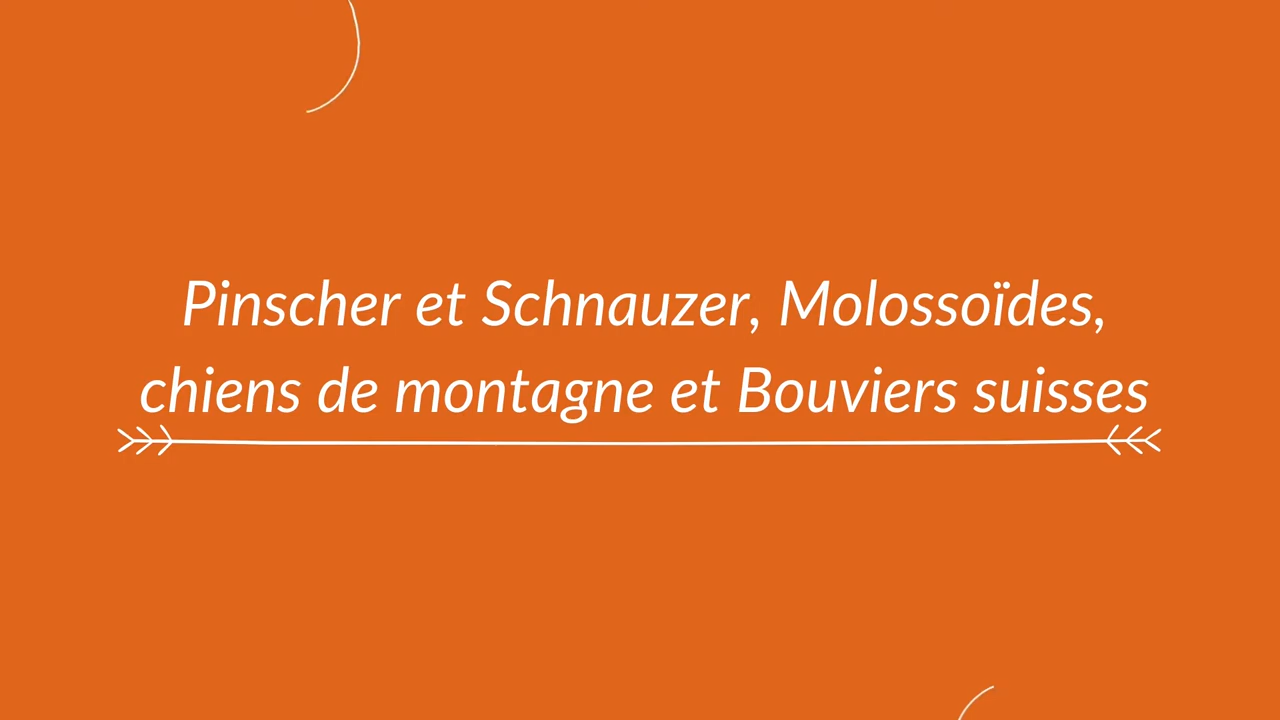 Pinscher et Schnauzer, Molossoïdes,
chiens de montagne et Bouviers suisses